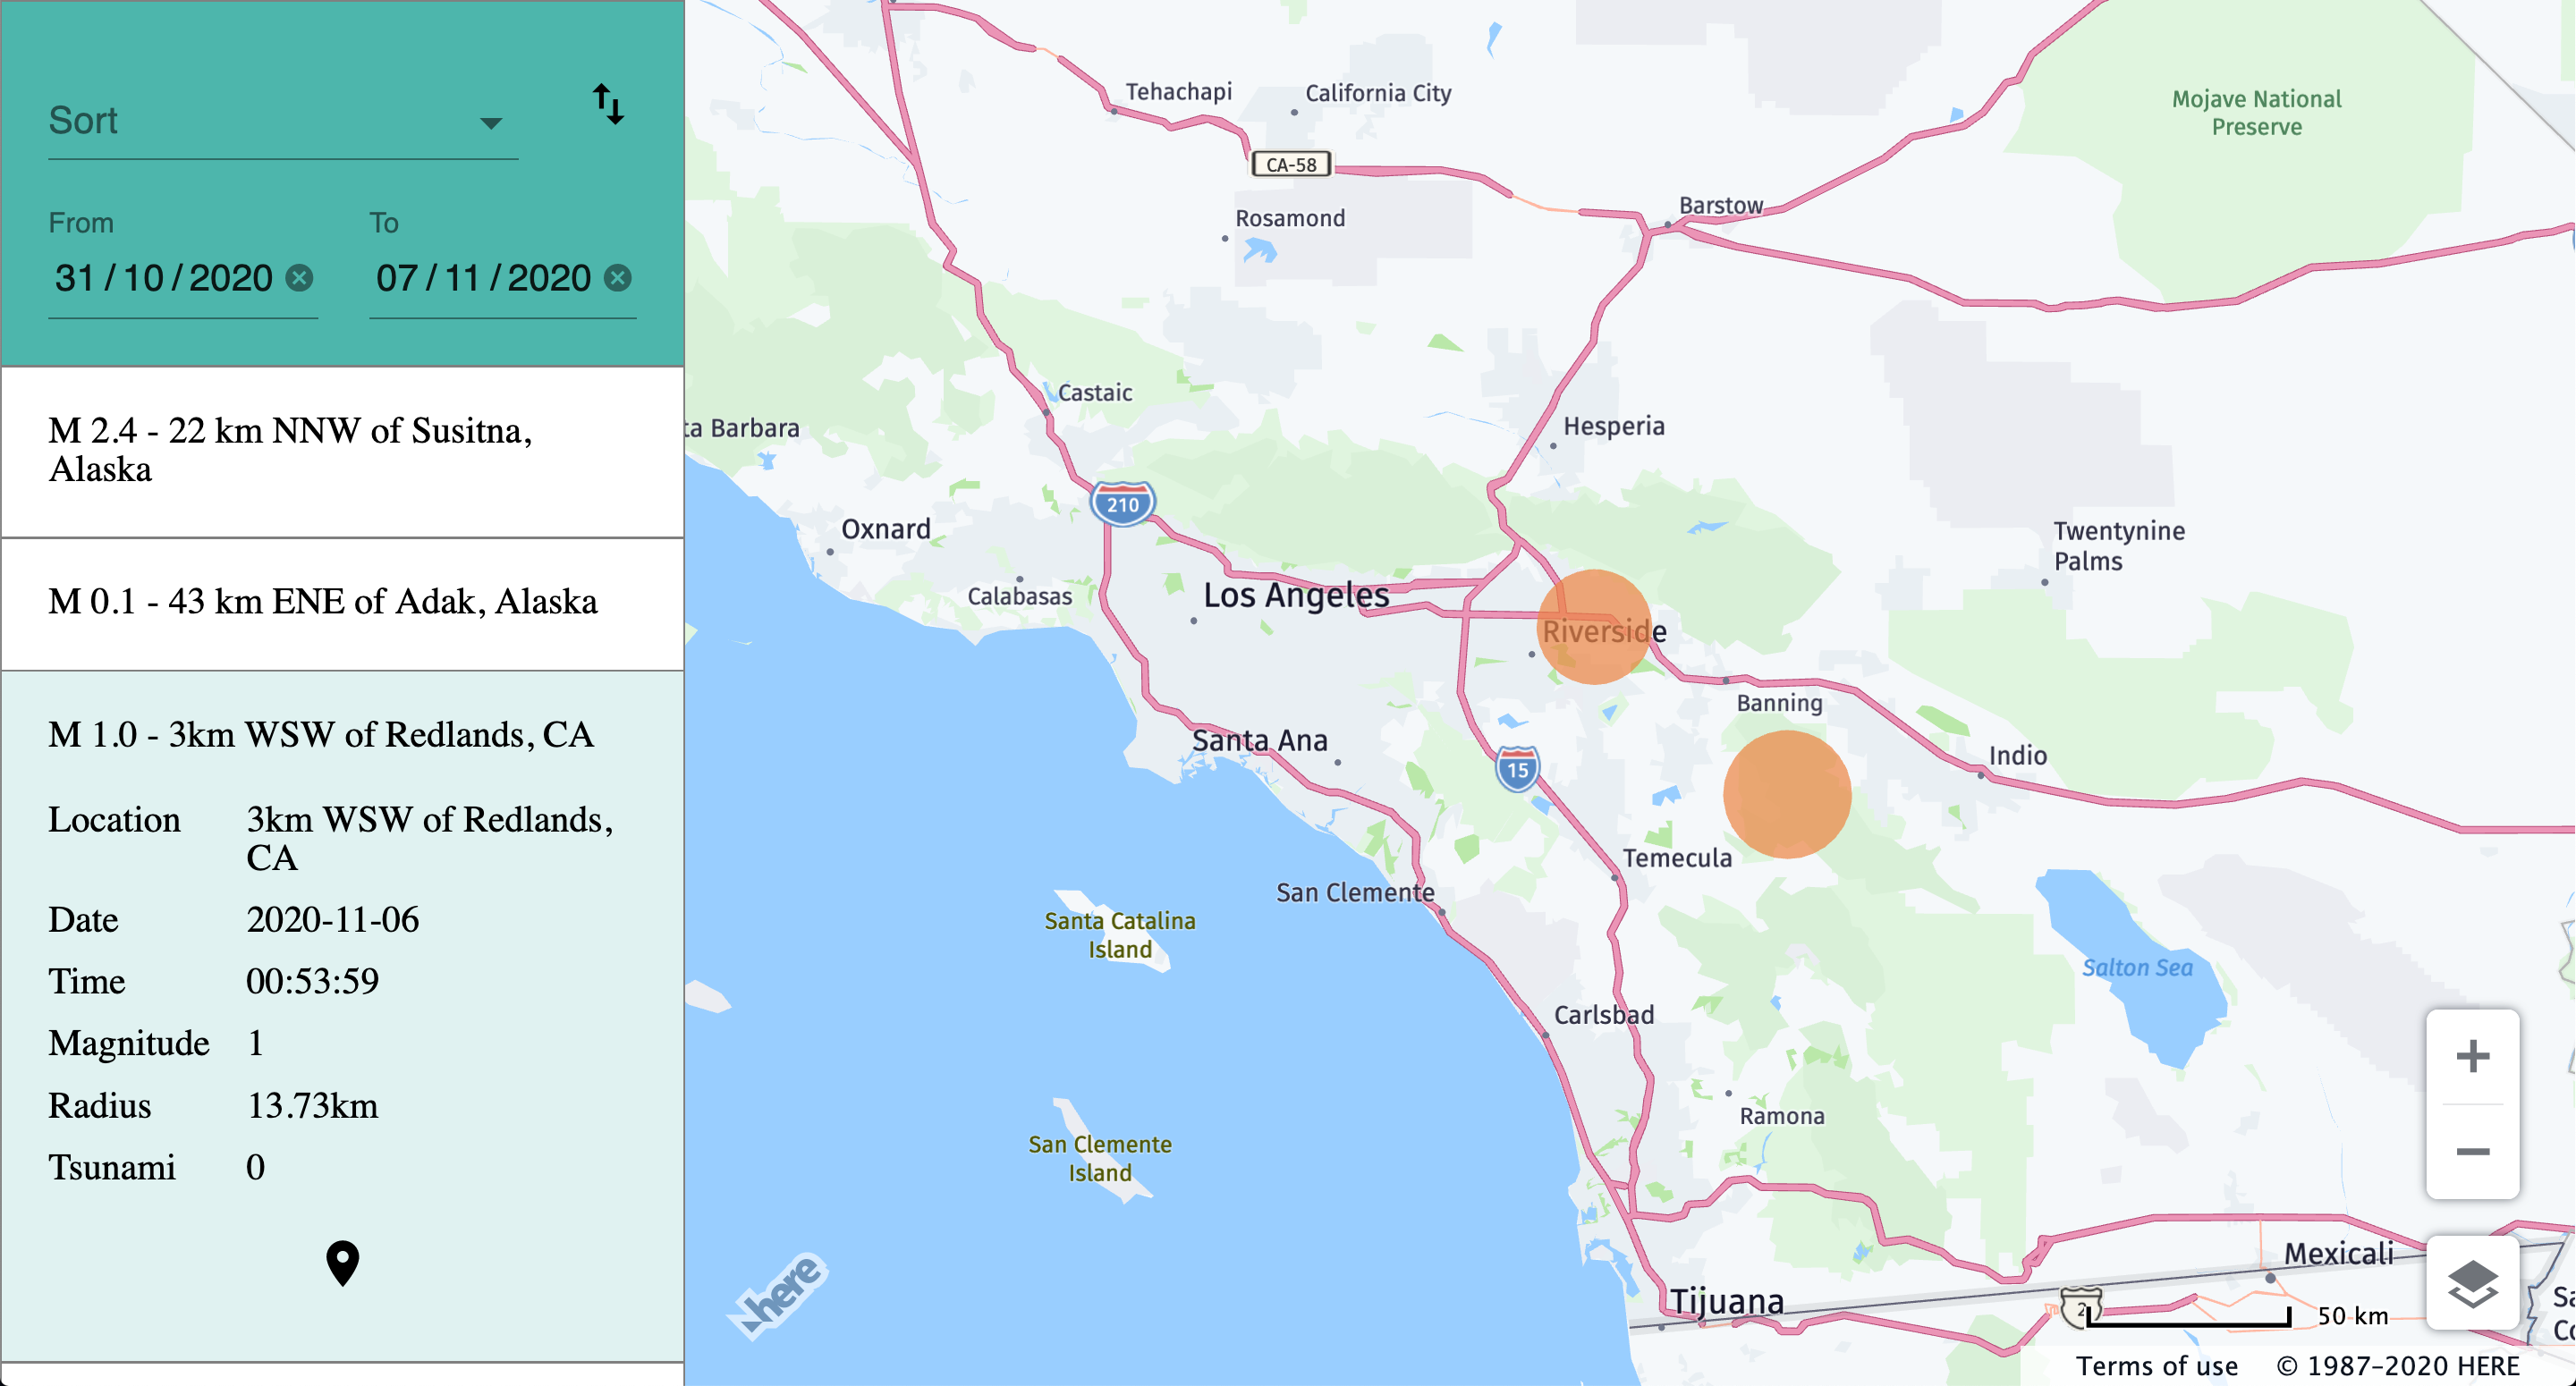 Sort
From
To
31/10/2020
07/11/2020
M 2.4 - 22 km NNW of Susitna,
Alaska
M 0.1 - 43 km ENE of Adak, Alaska
M 1.0 - 3km WSW of Redlands, CA
Location 3km WSW of Redlands,
CA
Date 2020-11-06
Time 00:53:59
Magnitude 1
Radius 13.73km
Tsunami 0
Tehachapi
California City
Mojave National
Preserve
CA-58
Barstow
Rosamond
Castaic
ta Barbara
Hesperia
210
Oxnard
Twentynine
Palms
Calabasas
Los Angeles
Riverside
Banning
Santa Ana
Indio
15
Temecula
San Clemente
Santa Catalina
Island
Salton Sea
Carlsbad
Ramona
San Clemente
Island
Mexicali
here
Tijuana
2
50 km
Terms of use
© 1987–2020 HERE